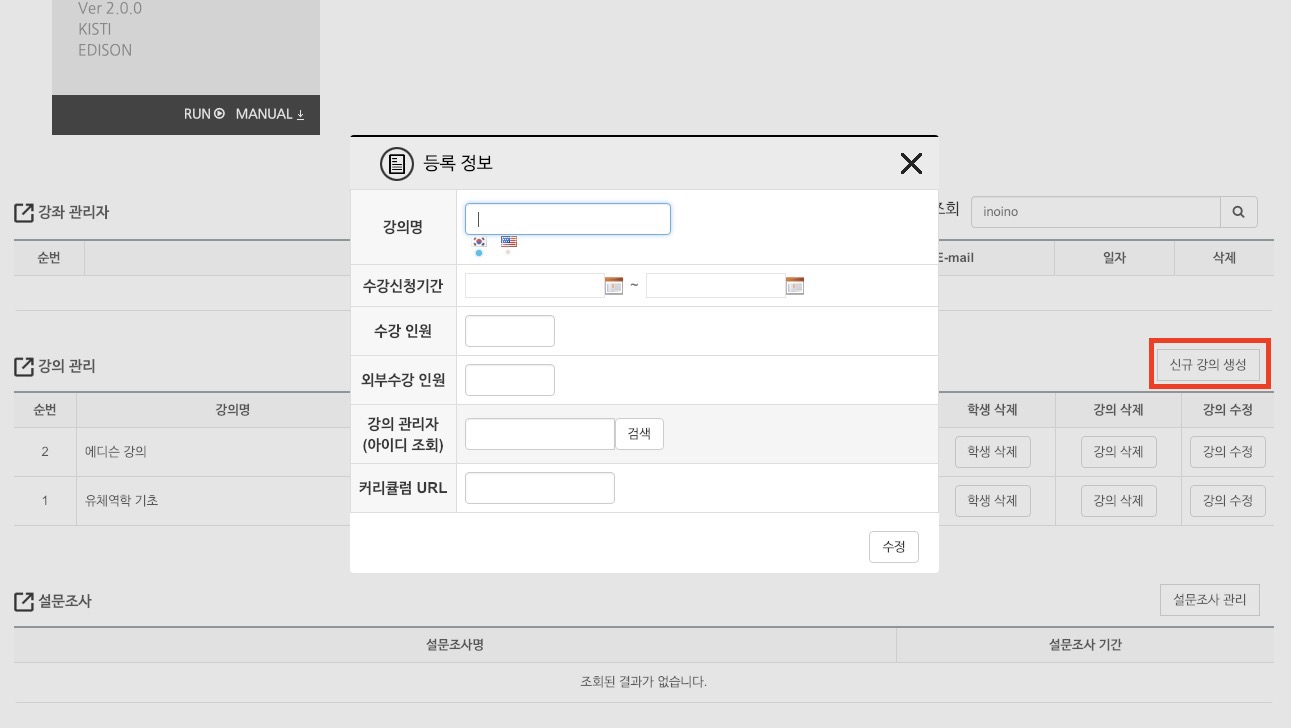 Ver 2.0.0
KISTI
EDISON
RUN MANUAL
등록 정보
강의명
수강신청기간 ~
수강 인원
외부수강 인원
강의 관리자
(아이디 조회) 검색
커리큘럼 URL
수정
강좌 관리자 조회 inoino
순번 E-mail 일자 삭제
강의 관리 신규 강의 생성
순번 강의명 학생 삭제 강의 삭제 강의 수정
2 에디슨 강의 학생 삭제 강의 삭제 강의 수정
1 유체역학 기초 학생 삭제 강의 삭제 강의 수정
설문조사 설문조사 관리
설문조사명 설문조사 기간
조회된 결과가 없습니다.